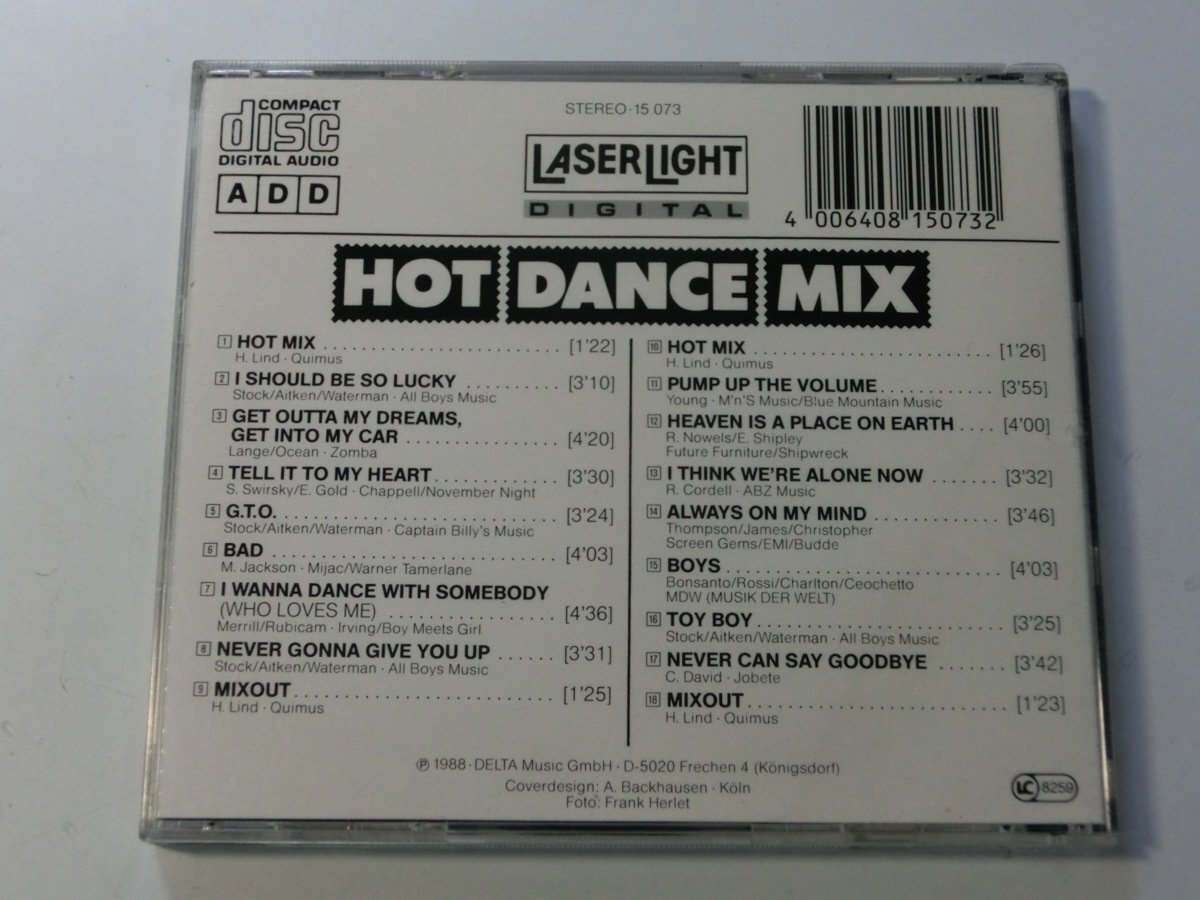 COMPACT
disc
DIGITAL AUDIO
ADD
STEREO·15 073
LASERLIGHT
DIGITAL
4 006408 150732
HOT DANCE MIX
1 HOT MIX [1'22]
H. Lind · Quimus
2 I SHOULD BE SO LUCKY [3'10]
Stock/Aitken/Waterman · All Boys Music
3 GET OUTTA MY DREAMS,
GET INTO MY CAR [4'20]
Lange/Ocean · Zomba
4 TELL IT TO MY HEART [3'30]
S. Swirsky/E. Gold · Chappell/November Night
5 G.T.O. [3'24]
Stock/Aitken/Waterman · Captain Billy's Music
6 BAD [4'03]
M. Jackson · Mijac/Warner Tamerlane
7 I WANNA DANCE WITH SOMEBODY
(WHO LOVES ME) [4'36]
Merrill/Rubicam · Irving/Boy Meets Girl
8 NEVER GONNA GIVE YOU UP [3'31]
Stock/Aitken/Waterman · All Boys Music
9 MIXOUT [1'25]
H. Lind · Quimus
10 HOT MIX [1'26]
H. Lind · Quimus
11 PUMP UP THE VOLUME [3'55]
Young · M'n'S Music/Blue Mountain Music
12 HEAVEN IS A PLACE ON EARTH [4'00]
R. Nowels/E. Shipley
Future Furniture/Shipwreck
13 I THINK WE'RE ALONE NOW [3'32]
R. Cordell · ABZ Music
14 ALWAYS ON MY MIND [3'46]
Thompson/James/Christopher
Screen Gems/EMI/Budde
15 BOYS [4'03]
Bonsanto/Rossi/Charlton/Ceochetto
MDW (MUSIK DER WELT)
16 TOY BOY [3'25]
Stock/Aitken/Waterman · All Boys Music
17 NEVER CAN SAY GOODBYE [3'42]
C. David · Jobete
18 MIXOUT [1'23]
H. Lind · Quimus
℗ 1988 · DELTA Music GmbH · D-5020 Frechen 4 (Königsdorf)
Coverdesign: A. Backhausen · Köln
Foto: Frank Herlet
LC 8259